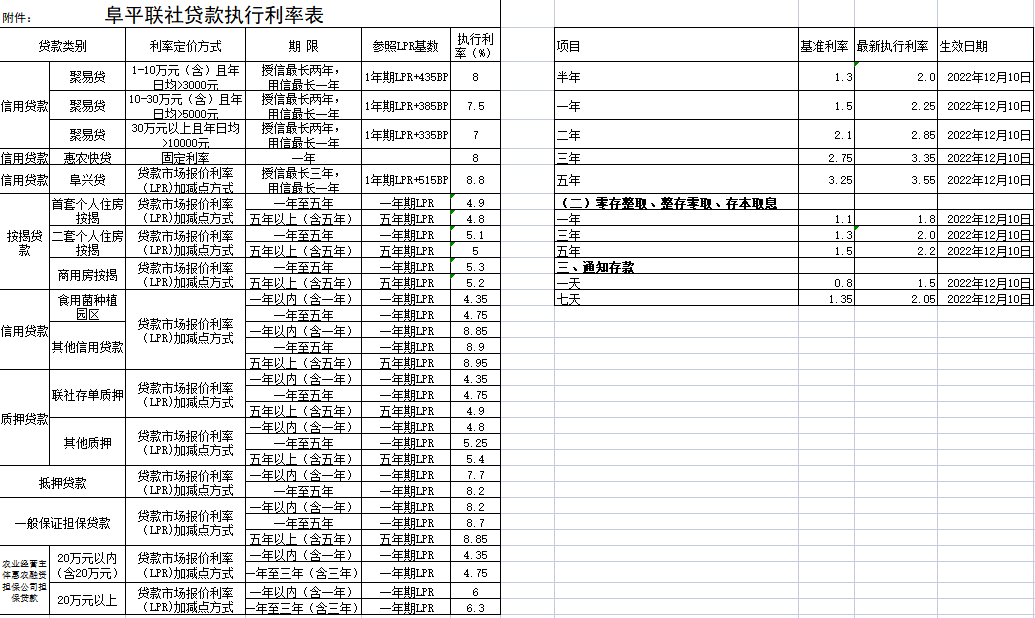 附件：
阜平联社贷款执行利率表
贷款类别 利率定价方式 期 限 参照LPR基数 执行利率（%）
信用贷款 聚易贷 1-10万元（含）且年日均>3000元 授信最长两年，用信最长一年 1年期LPR+435BP 8
聚易贷 10-30万元（含）且年日均>5000元 授信最长两年，用信最长一年 1年期LPR+385BP 7.5
聚易贷 30万元以上且年日均>10000元 授信最长两年，用信最长一年 1年期LPR+335BP 7
信用贷款 惠农快贷 固定利率 一年 8
信用贷款 阜兴贷 贷款市场报价利率（LPR)加减点方式 授信最长三年，用信最长一年 1年期LPR+515BP 8.8
按揭贷款 首套个人住房按揭 贷款市场报价利率（LPR)加减点方式 一年至五年 一年期LPR 4.9
五年以上（含五年） 五年期LPR 4.8
二套个人住房按揭 贷款市场报价利率（LPR)加减点方式 一年至五年 一年期LPR 5.1
五年以上（含五年） 五年期LPR 5
商用房按揭 贷款市场报价利率（LPR)加减点方式 一年至五年 一年期LPR 5.3
五年以上（含五年） 五年期LPR 5.2
信用贷款 食用菌种植园区 贷款市场报价利率（LPR)加减点方式 一年以内（含一年） 一年期LPR 4.35
一年至五年 一年期LPR 4.75
其他信用贷款 一年以内（含一年） 一年期LPR 8.85
一年至五年 一年期LPR 8.9
五年以上（含五年） 五年期LPR 8.95
质押贷款 联社存单质押 贷款市场报价利率（LPR)加减点方式 一年以内（含一年） 一年期LPR 4.35
一年至五年 一年期LPR 4.75
五年以上（含五年） 五年期LPR 4.9
其他质押 贷款市场报价利率（LPR)加减点方式 一年以内（含一年） 一年期LPR 4.8
一年至五年 一年期LPR 5.25
五年以上（含五年） 五年期LPR 5.4
抵押贷款 贷款市场报价利率（LPR)加减点方式 一年以内（含一年） 一年期LPR 7.7
一年至五年 一年期LPR 8.2
一般保证担保贷款 贷款市场报价利率（LPR)加减点方式 一年以内（含一年） 一年期LPR 8.2
一年至五年 一年期LPR 8.7
五年以上（含五年） 五年期LPR 8.85
农业经营主体惠农融资担保公司担保贷款 20万元以内（含20万元） 贷款市场报价利率（LPR)加减点方式 一年以内（含一年） 一年期LPR 4.35
一年至三年（含三年） 一年期LPR 4.75
20万元以上 贷款市场报价利率（LPR)加减点方式 一年以内（含一年） 一年期LPR 6
一年至三年（含三年） 一年期LPR 6.3
项目 基准利率 最新执行利率 生效日期
半年 1.3 2.0 2022年12月10日
一年 1.5 2.25 2022年12月10日
二年 2.1 2.85 2022年12月10日
三年 2.75 3.35 2022年12月10日
五年 3.25 3.55 2022年12月10日
（二）零存整取、整存零取、存本取息
一年 1.1 1.8 2022年12月10日
三年 1.3 2.0 2022年12月10日
五年 1.5 2.2 2022年12月10日
三、通知存款
一天 0.8 1.5 2022年12月10日
七天 1.35 2.05 2022年12月10日